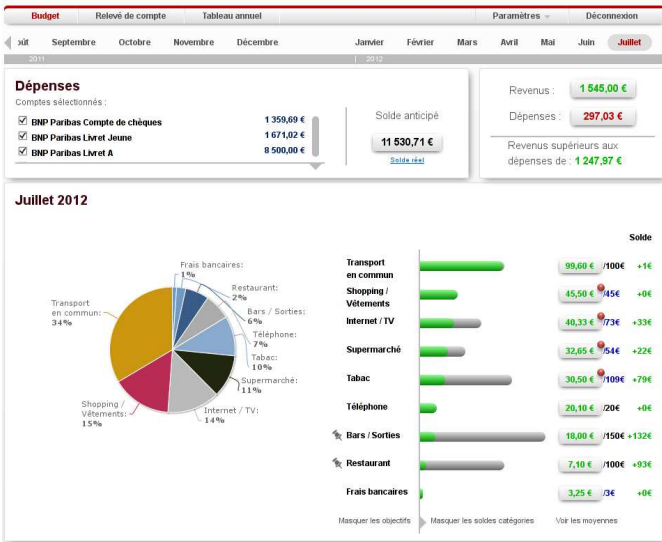 Budget Relevé de compte Tableau annuel Paramètres Déconnexion
oût Septembre Octobre Novembre Décembre Janvier Février Mars Avril Mai Juin Juillet
2011 2012
Dépenses
Comptes sélectionnés :
BNP Paribas Compte de chèques 1 359,69 €
BNP Paribas Livret Jeune 1 671,02 €
BNP Paribas Livret A 8 500,00 €
Solde anticipé
11 530,71 €
Solde réel
Revenus : 1 545,00 €
Dépenses : 297,03 €
Revenus supérieurs aux
dépenses de : 1 247,97 €
Juillet 2012
Frais bancaires:
1%
Restaurant:
2%
Bars / Sorties:
6%
Téléphone:
7%
Tabac:
10%
Supermarché:
11%
Internet / TV:
14%
Shopping /
Vêtements:
15%
Transport
en commun:
34%
Solde
Transport
en commun 99,60 € /100€ +1€
Shopping /
Vêtements 45,50 € /45€ +0€
Internet / TV 40,33 € /73€ +33€
Supermarché 32,65 € /54€ +22€
Tabac 30,50 € /109€ +79€
Téléphone 20,10 € /20€ +0€
Bars / Sorties 18,00 € /150€ +132€
Restaurant 7,10 € /100€ +93€
Frais bancaires 3,25 € /3€ +0€
Masquer les objectifs Masquer les soldes catégories Voir les moyennes